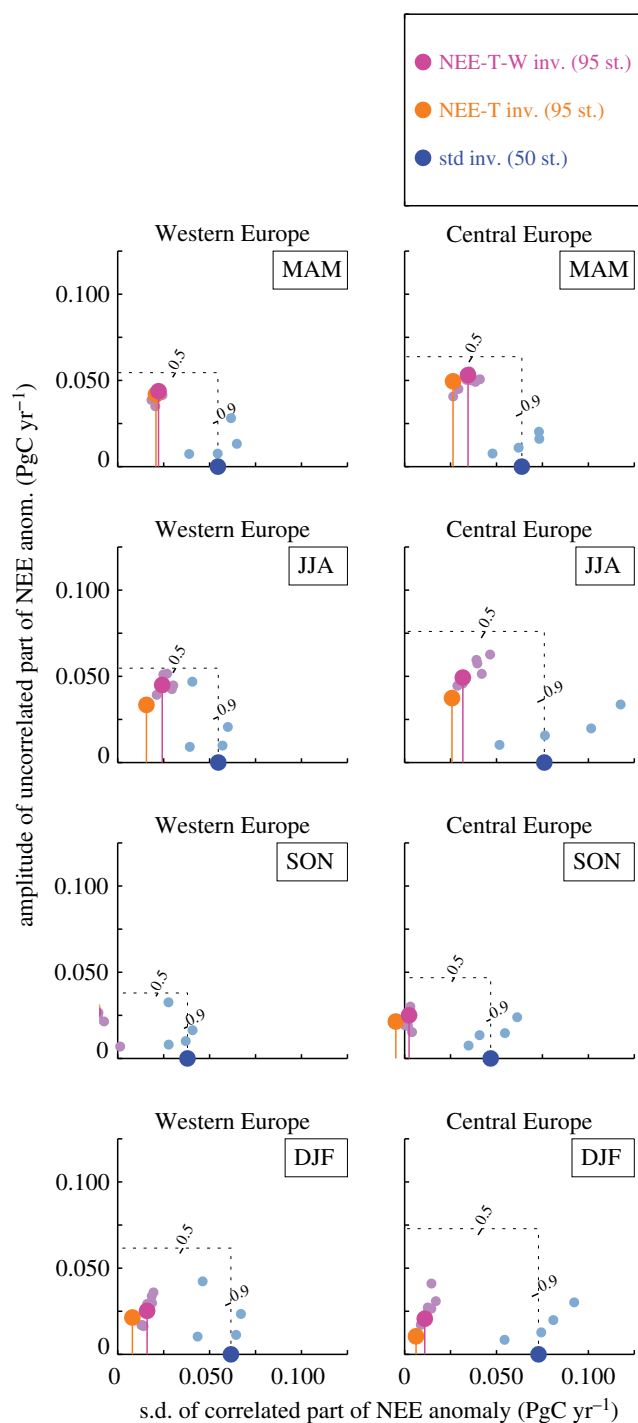 NEE-T-W inv. (95 st.)
NEE-T inv. (95 st.)
std inv. (50 st.)
Western Europe
Central Europe
MAM
MAM
0.100
0.050
0
0.5
0.9
0.5
0.9
Western Europe
Central Europe
JJA
JJA
0.100
0.050
0
0.5
0.9
0.5
0.9
Western Europe
Central Europe
SON
SON
0.100
0.050
0
0.5
0.9
0.5
0.9
Western Europe
Central Europe
DJF
DJF
0.100
0.050
0
0.5
0.9
0.5
0.9
0
0.050
0.100
0
0.050
0.100
amplitude of uncorrelated part of NEE anom. (PgC yr⁻¹)
s.d. of correlated part of NEE anomaly (PgC yr⁻¹)